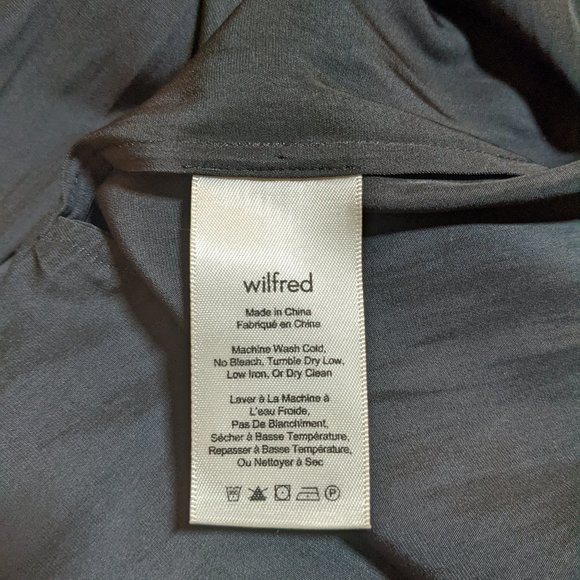 wilfred
Made in China
Fabriqué en China
Machine Wash Cold,
No Bleach, Tumble Dry Low,
Low Iron, Or Dry Clean
Laver à La Machine à
L'eau Froide,
Pas De Blanchiment,
Sécher à Basse Température,
Repasser à Basse Température,
Ou Nettoyer à Sec